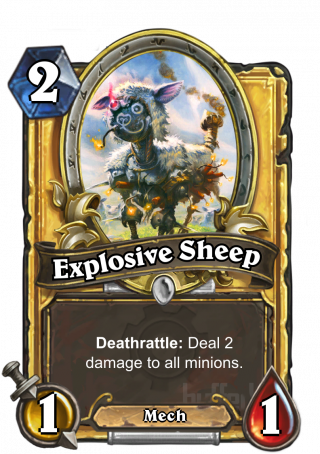 2
Explosive Sheep
Deathrattle: Deal 2
damage to all minions.
1
Mech
1